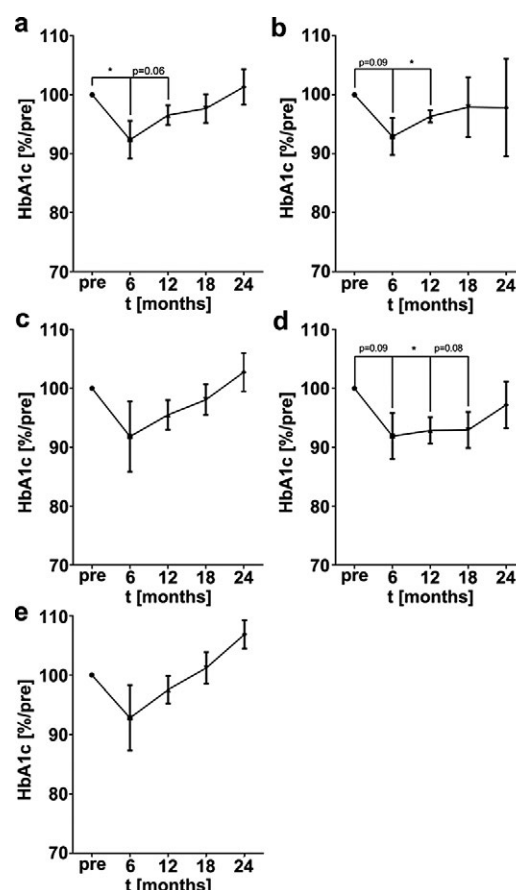 a
110
* p=0.06
100
90
80
70
HbA1c [%/pre]
pre 6 12 18 24
t [months]
b
110
p=0.09 *
100
90
80
70
HbA1c [%/pre]
pre 6 12 18 24
t [months]
c
110
100
90
80
70
HbA1c [%/pre]
pre 6 12 18 24
t [months]
d
110
p=0.09 * p=0.08
100
90
80
70
HbA1c [%/pre]
pre 6 12 18 24
t [months]
e
110
100
90
80
70
HbA1c [%/pre]
pre 6 12 18 24
t [months]